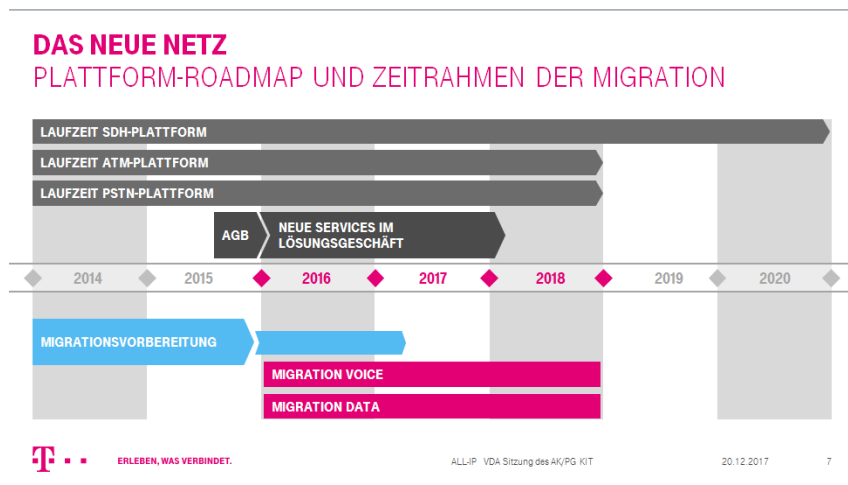 DAS NEUE NETZ
PLATTFORM-ROADMAP UND ZEITRAHMEN DER MIGRATION
LAUFZEIT SDH-PLATTFORM
LAUFZEIT ATM-PLATTFORM
LAUFZEIT PSTN-PLATTFORM
AGB
NEUE SERVICES IM
LÖSUNGSGESCHÄFT
2014 2015 2016 2017 2018 2019 2020
MIGRATIONSVORBEREITUNG
MIGRATION VOICE
MIGRATION DATA
T
ERLEBEN, WAS VERBINDET.
ALL-IP VDA Sitzung des AK/PG KIT
20.12.2017
7